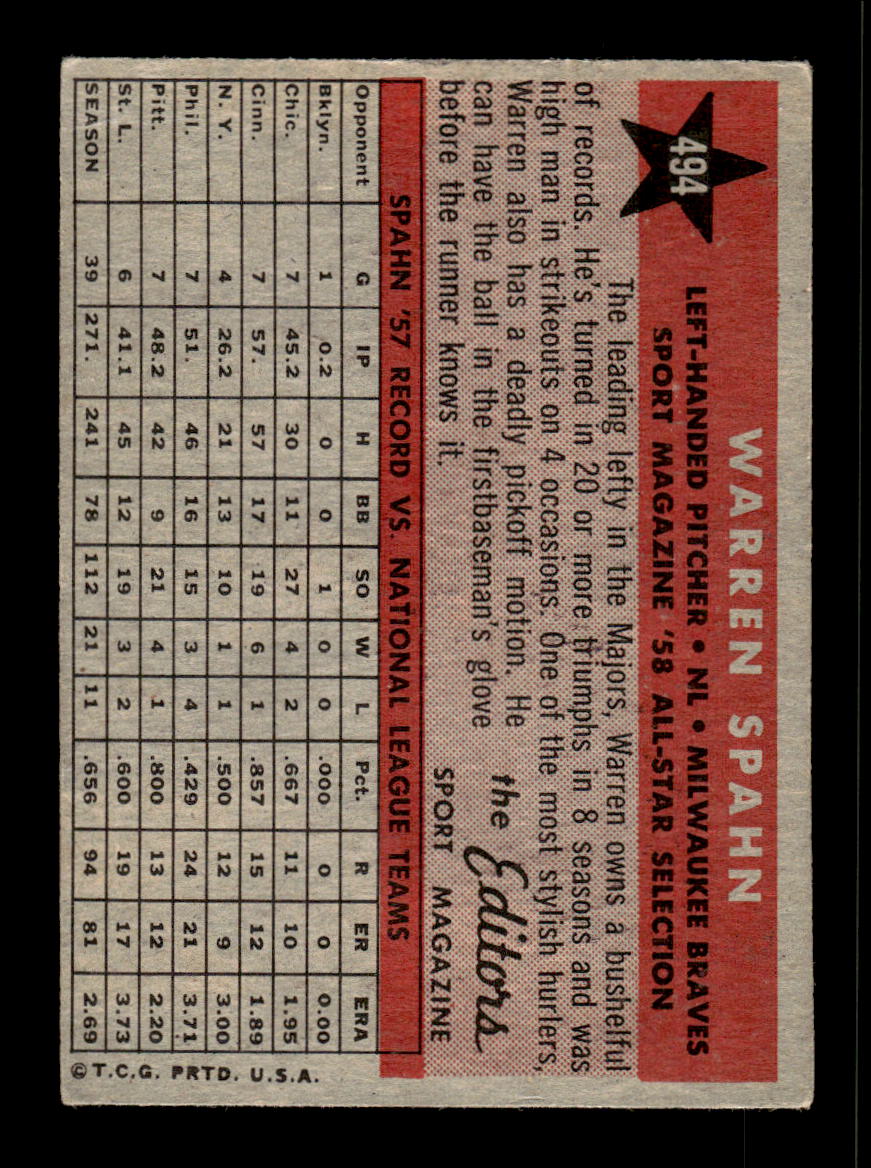 494
WARREN SPAHN
LEFT-HANDED PITCHER • NL • MILWAUKEE BRAVES
SPORT MAGAZINE '58 ALL-STAR SELECTION
The leading lefty in the Majors, Warren owns a bushelful
of records. He's turned in 20 or more triumphs in 8 seasons and was
high man in strikeouts on 4 occasions. One of the most stylish hurlers,
Warren also has a deadly pickoff motion. He
can have the ball in the firstbaseman's glove
before the runner knows it.
the Editors
SPORT MAGAZINE
SPAHN '57 RECORD VS. NATIONAL LEAGUE TEAMS
Opponent G IP H BB SO W L Pct. R ER ERA
Bklyn. 1 0.2 0 0 1 0 0 .000 0 0 0.00
Chic. 7 45.2 30 11 27 4 2 .667 11 10 1.95
Cinn. 7 57. 57 17 19 6 1 .857 15 12 1.89
N. Y. 4 26.2 21 13 10 1 1 .500 12 9 3.00
Phil. 7 51. 46 16 15 3 4 .429 24 21 3.71
Pitt. 7 48.2 42 9 21 4 1 .800 13 12 2.20
St. L. 6 41.1 45 12 19 3 2 .600 19 17 3.73
SEASON 39 271. 241 78 112 21 11 .656 94 81 2.69
© T.C.G. PRTD. U.S.A.